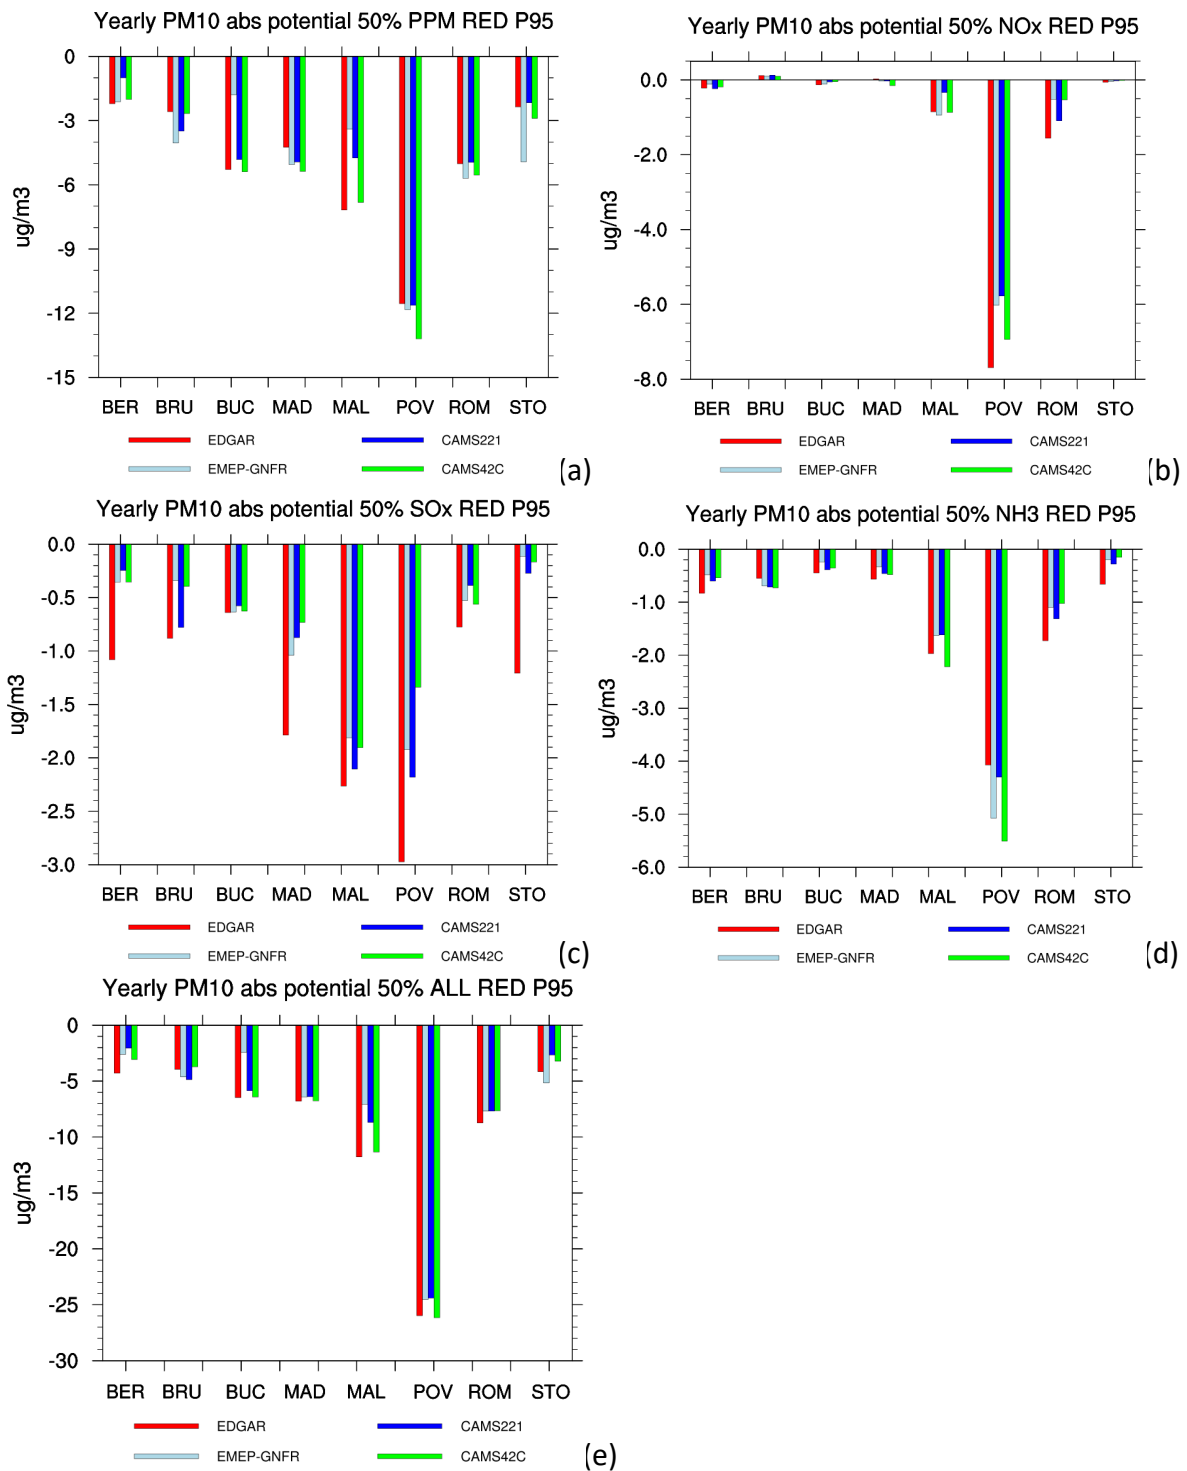 Yearly PM10 abs potential 50% PPM RED P95
0
-3
-6
-9
-12
-15
ug/m3
BER BRU BUC MAD MAL POV ROM STO
EDGAR CAMS221
EMEP-GNFR CAMS42C
(a)
Yearly PM10 abs potential 50% NOx RED P95
0.0
-2.0
-4.0
-6.0
-8.0
ug/m3
BER BRU BUC MAD MAL POV ROM STO
EDGAR CAMS221
EMEP-GNFR CAMS42C
(b)
Yearly PM10 abs potential 50% SOx RED P95
0.0
-0.5
-1.0
-1.5
-2.0
-2.5
-3.0
ug/m3
BER BRU BUC MAD MAL POV ROM STO
EDGAR CAMS221
EMEP-GNFR CAMS42C
(c)
Yearly PM10 abs potential 50% NH3 RED P95
0.0
-1.0
-2.0
-3.0
-4.0
-5.0
-6.0
ug/m3
BER BRU BUC MAD MAL POV ROM STO
EDGAR CAMS221
EMEP-GNFR CAMS42C
(d)
Yearly PM10 abs potential 50% ALL RED P95
0
-5
-10
-15
-20
-25
-30
ug/m3
BER BRU BUC MAD MAL POV ROM STO
EDGAR CAMS221
EMEP-GNFR CAMS42C
(e)